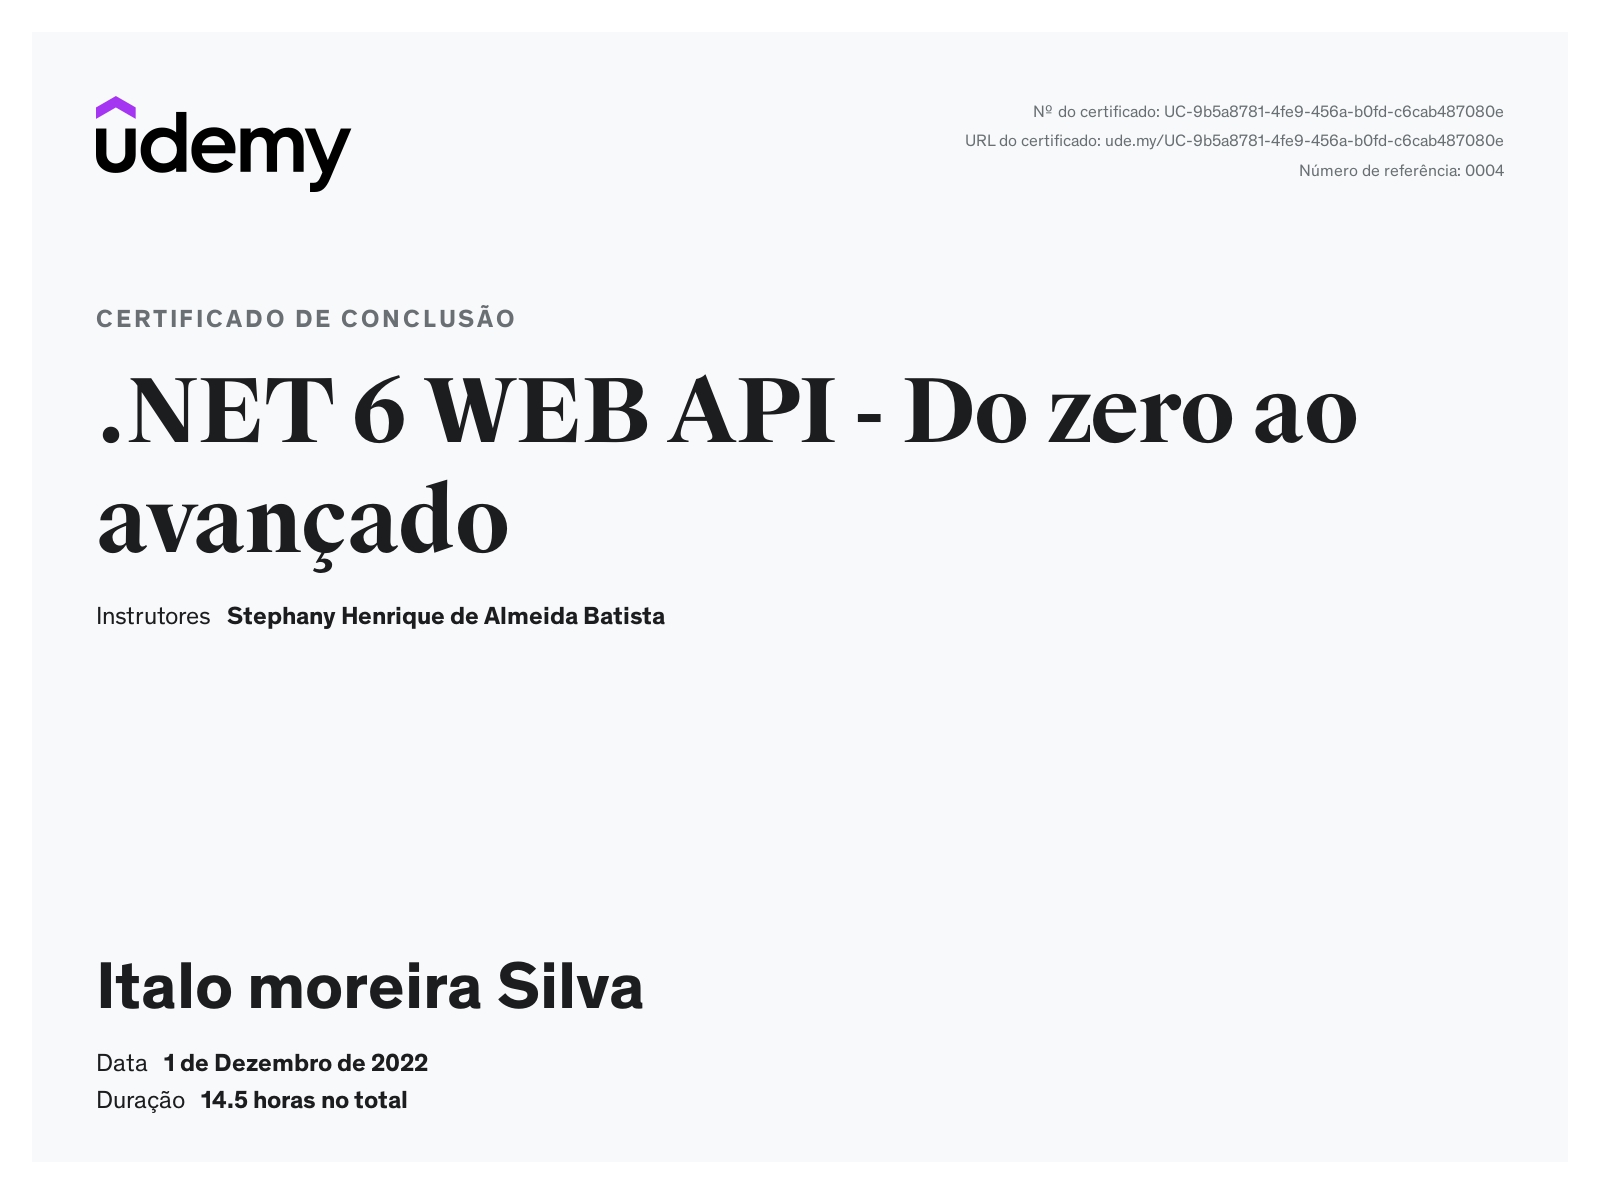 udemy
Nº do certificado: UC-9b5a8781-4fe9-456a-b0fd-c6cab487080e
URL do certificado: ude.my/UC-9b5a8781-4fe9-456a-b0fd-c6cab487080e
Número de referência: 0004
CERTIFICADO DE CONCLUSÃO
.NET 6 WEB API - Do zero ao
avançado
Instrutores Stephany Henrique de Almeida Batista
Italo moreira Silva
Data 1 de Dezembro de 2022
Duração 14.5 horas no total